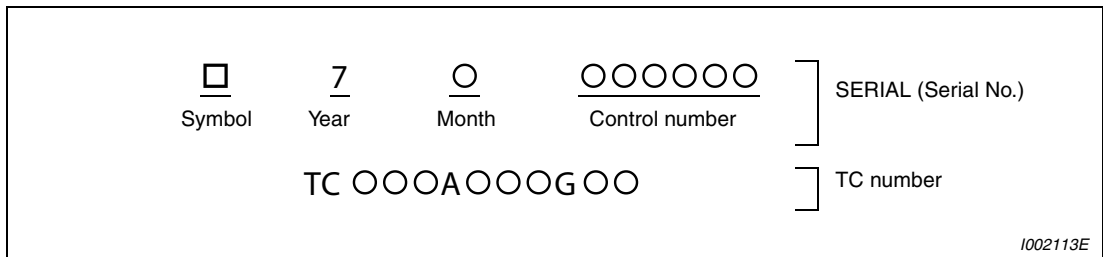 □ 7 ○ ○○○○○○
Symbol Year Month Control number
SERIAL (Serial No.)
TC ○○○A○○○G○○
TC number
I002113E